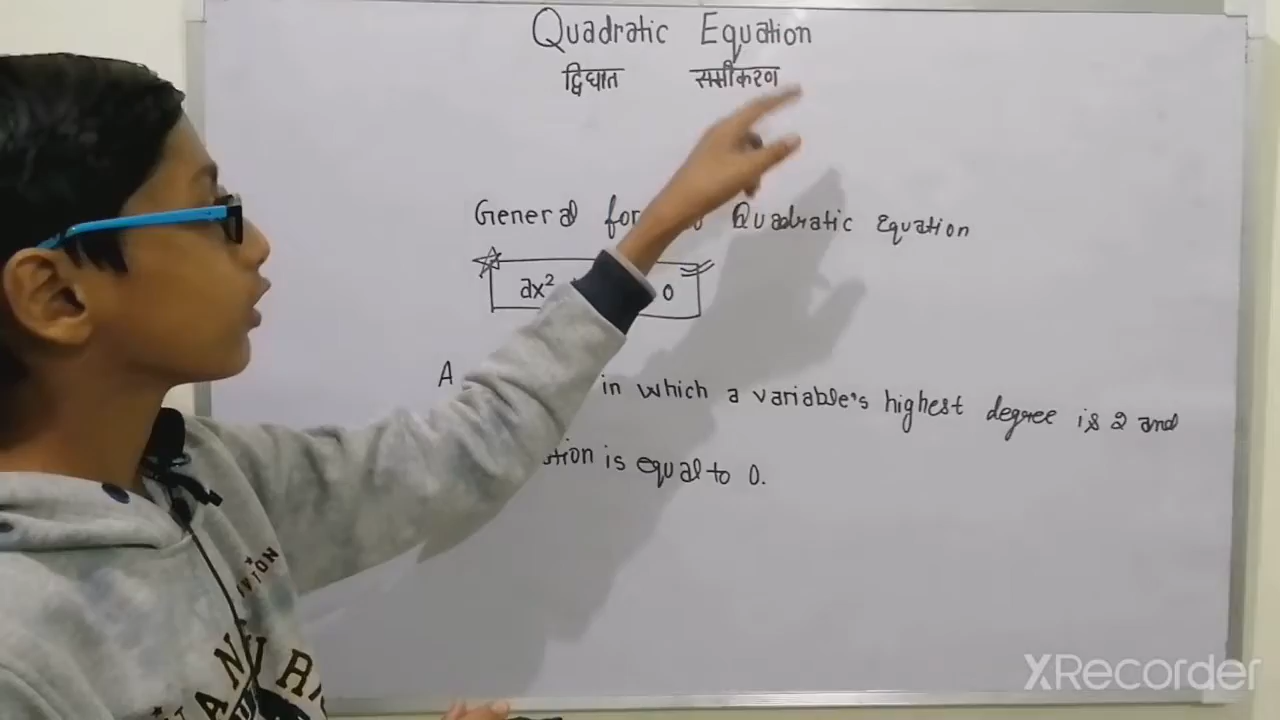 Quadratic Equation
द्विघात समीकरण
General for Quadratic Equation
ax² 0
A in which a variable's highest degree is 2 and
is equal to 0.
XRecorder